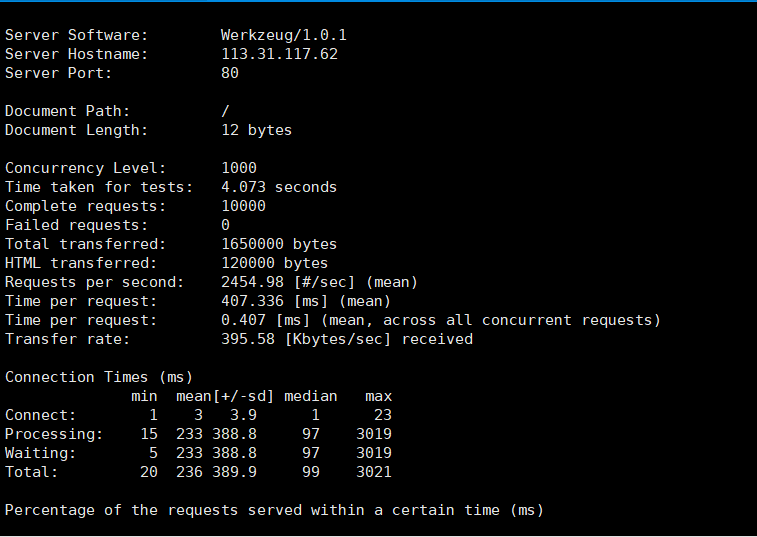 Server Software:        Werkzeug/1.0.1
Server Hostname:        113.31.117.62
Server Port:            80

Document Path:          /
Document Length:        12 bytes

Concurrency Level:      1000
Time taken for tests:   4.073 seconds
Complete requests:      10000
Failed requests:        0
Total transferred:      1650000 bytes
HTML transferred:       120000 bytes
Requests per second:    2454.98 [#/sec] (mean)
Time per request:       407.336 [ms] (mean)
Time per request:       0.407 [ms] (mean, across all concurrent requests)
Transfer rate:          395.58 [Kbytes/sec] received

Connection Times (ms)
              min  mean[+/-sd] median   max
Connect:        1    3   3.9      1      23
Processing:    15  233 388.8     97    3019
Waiting:        5  233 388.8     97    3019
Total:         20  236 389.9     99    3021

Percentage of the requests served within a certain time (ms)